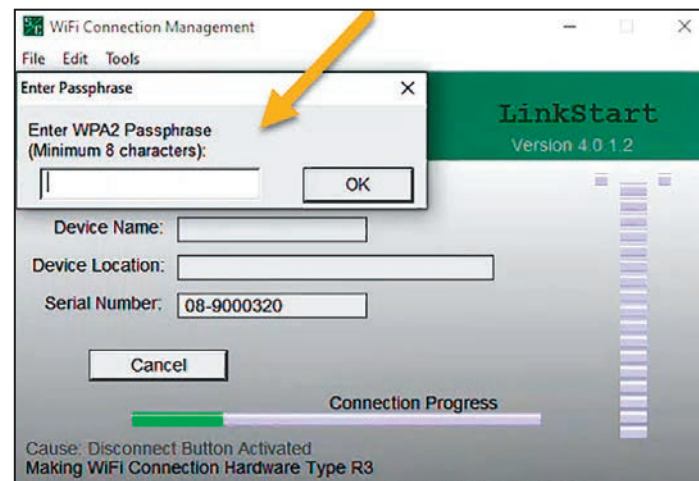 S&C WiFi Connection Management
File Edit Tools
Enter Passphrase
LinkStart
Version 4.0.1.2
Enter WPA2 Passphrase
(Minimum 8 characters):
OK
Device Name:
Device Location:
Serial Number: 08-9000320
Cancel
Connection Progress
Cause: Disconnect Button Activated
Making WiFi Connection Hardware Type R3